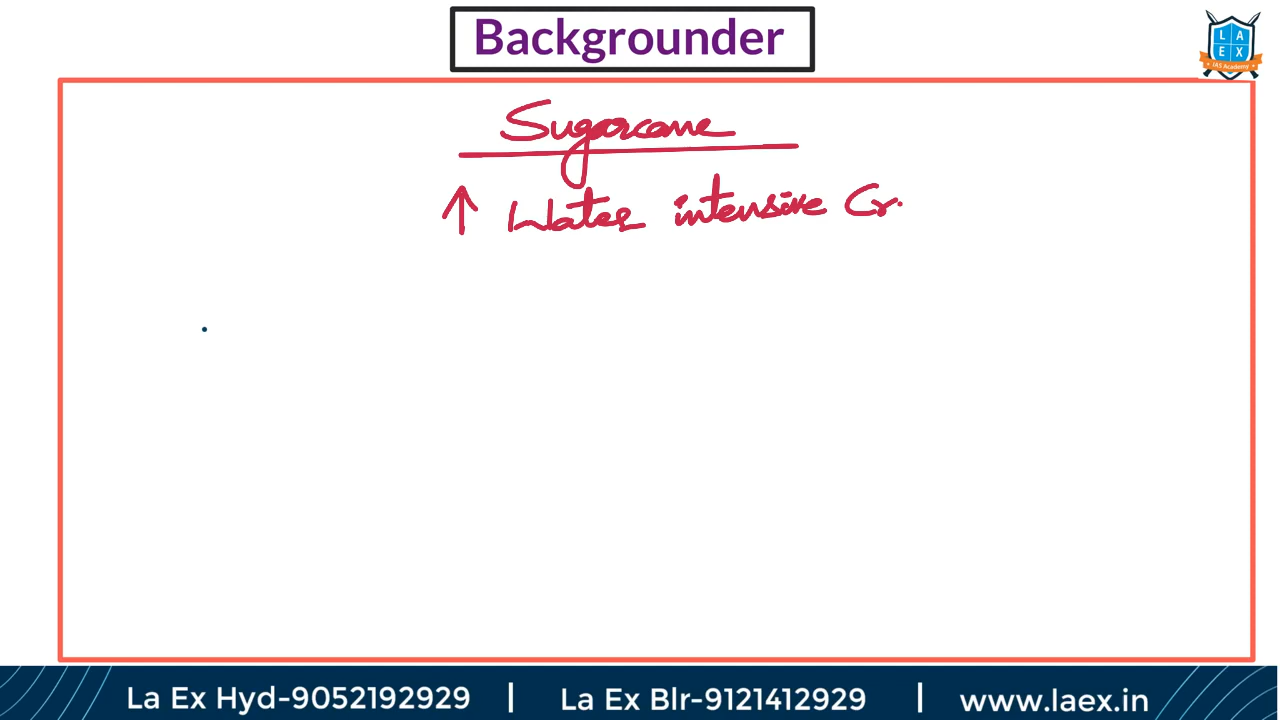 Backgrounder
L A
E X
IAS Academy
Sugarcane
↑ Water intensive Cr.
La Ex Hyd-9052192929 | La Ex Blr-9121412929 | www.laex.in